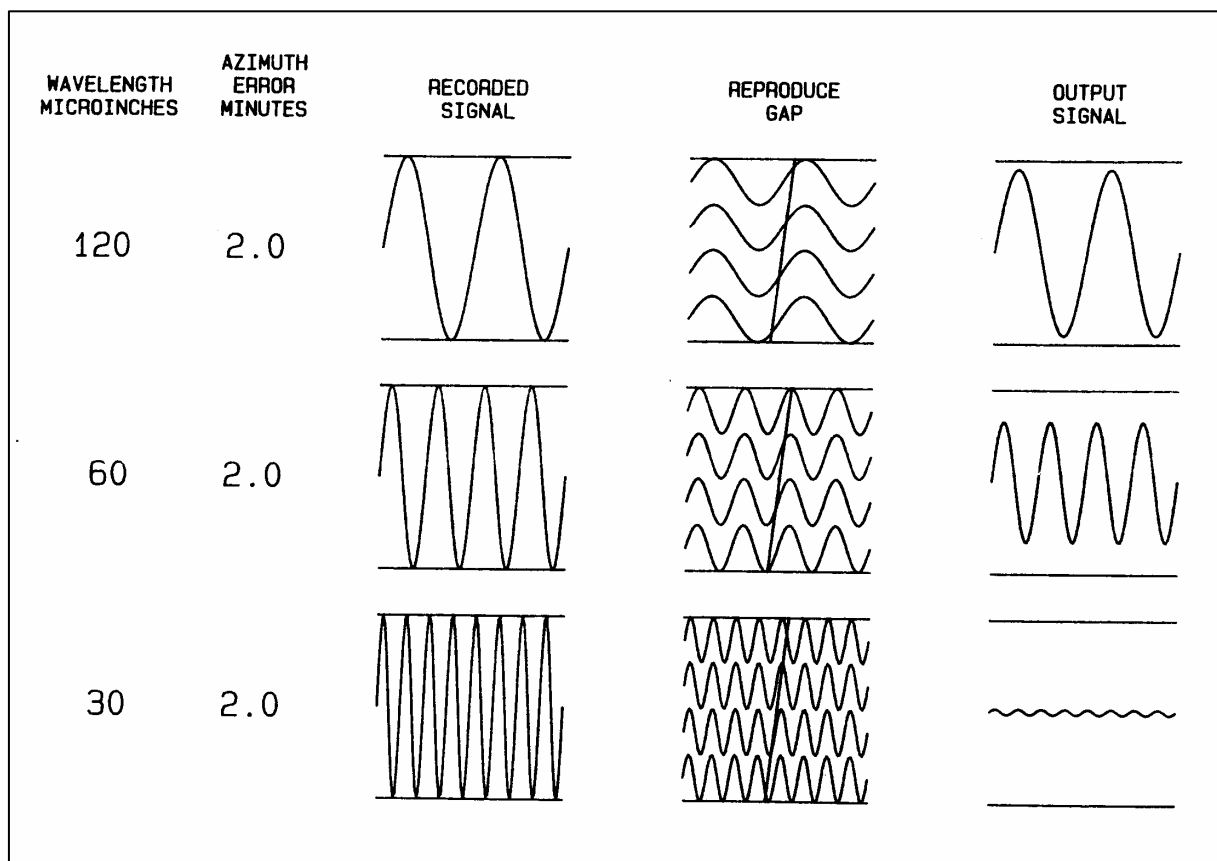 WAVELENGTH MICROINCHES
AZIMUTH ERROR MINUTES
RECORDED SIGNAL
REPRODUCE GAP
OUTPUT SIGNAL
120 2.0
60 2.0
30 2.0